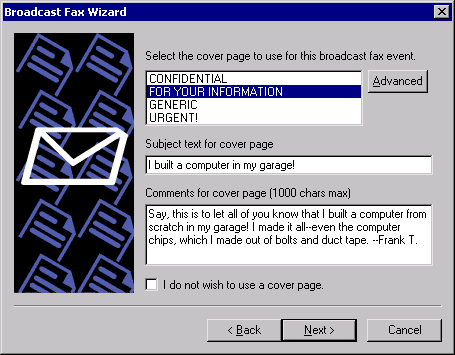 Broadcast Fax Wizard
Select the cover page to use for this broadcast fax event.
CONFIDENTIAL
FOR YOUR INFORMATION
GENERIC
URGENT!
Advanced
Subject text for cover page
I built a computer in my garage!
Comments for cover page (1000 chars max)
Say, this is to let all of you know that I built a computer from
scratch in my garage! I made it all--even the computer
chips, which I made out of bolts and duct tape. --Frank T.
I do not wish to use a cover page.
< Back
Next >
Cancel